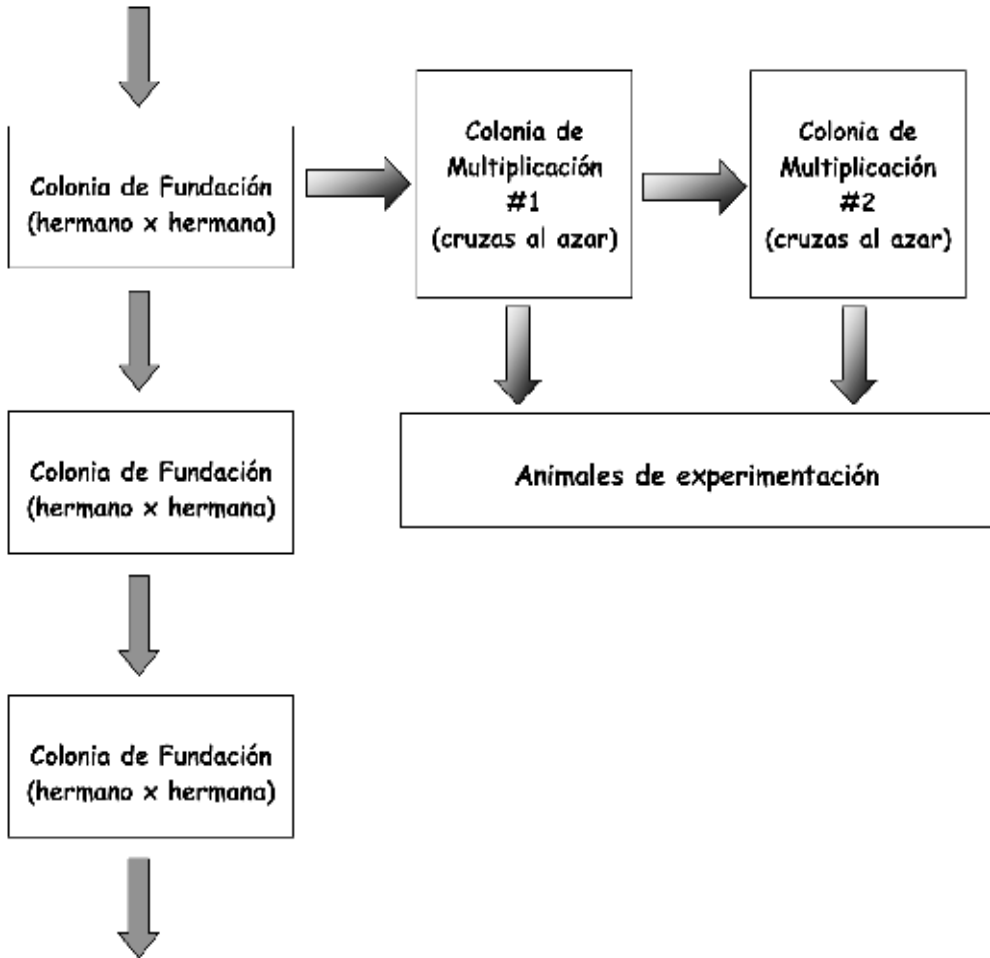 Colonia de Fundación
(hermano x hermana)
Colonia de
Multiplicación
#1
(cruzas al azar)
Colonia de
Multiplicación
#2
(cruzas al azar)
Colonia de Fundación
(hermano x hermana)
Animales de experimentación
Colonia de Fundación
(hermano x hermana)